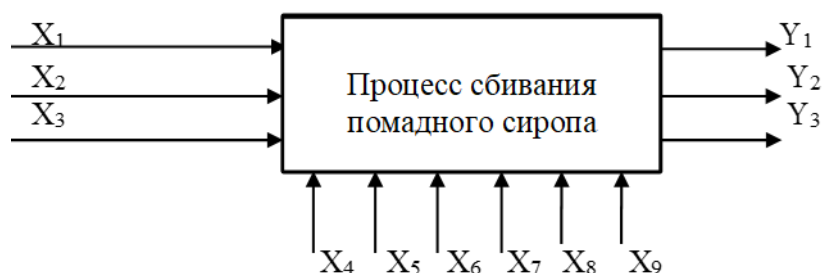 X₁ Y₁
X₂ Процесс сбивания Y₂
X₃ помадного сиропа Y₃
X₄ X₅ X₆ X₇ X₈ X₉